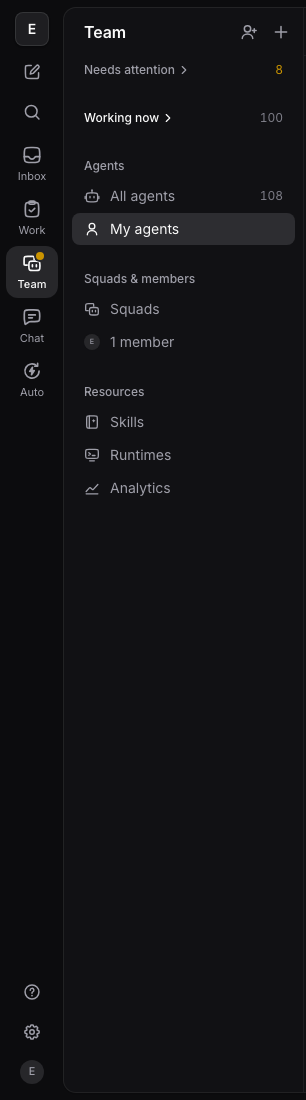 E
Inbox
Work
Team
Chat
Auto
E
Team
Needs attention
8
Working now
100
Agents
All agents
108
My agents
Squads & members
Squads
E
1 member
Resources
Skills
Runtimes
Analytics